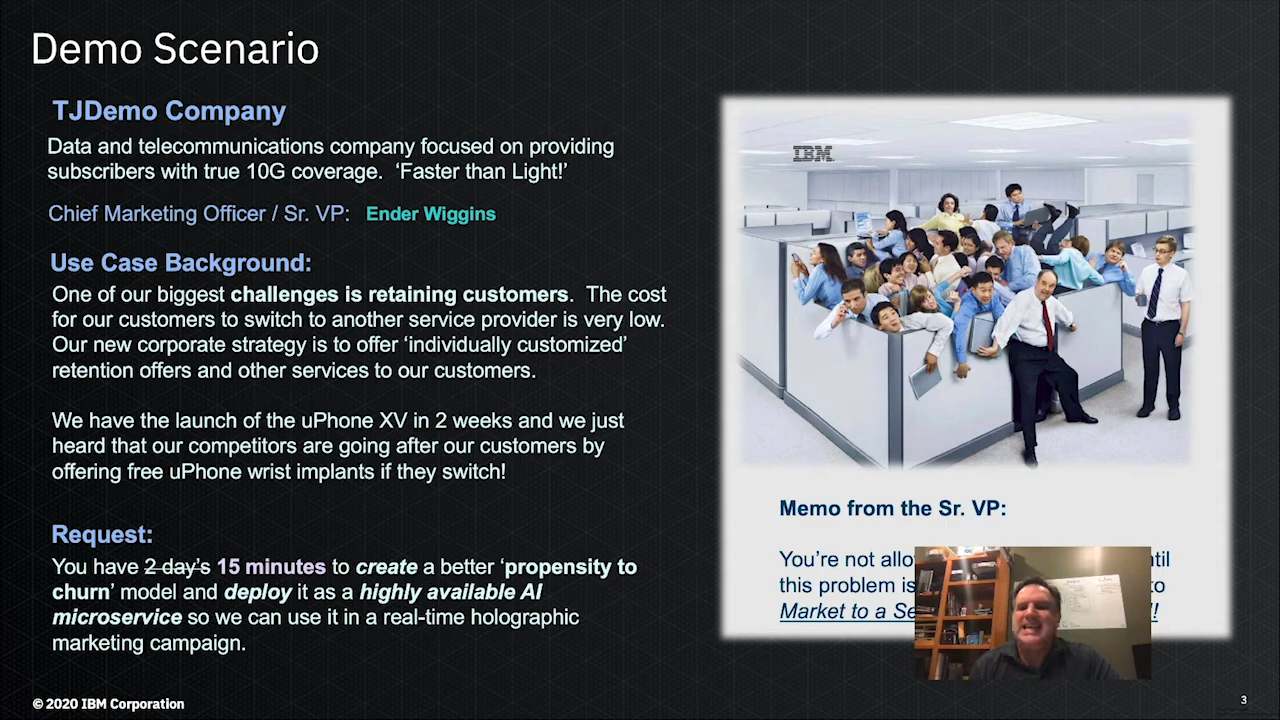 Demo Scenario
TJDemo Company
Data and telecommunications company focused on providing
subscribers with true 10G coverage. ‘Faster than Light!’
Chief Marketing Officer / Sr. VP: Ender Wiggins
Use Case Background:
One of our biggest challenges is retaining customers. The cost
for our customers to switch to another service provider is very low.
Our new corporate strategy is to offer ‘individually customized’
retention offers and other services to our customers.
We have the launch of the uPhone XV in 2 weeks and we just
heard that our competitors are going after our customers by
offering free uPhone wrist implants if they switch!
Request:
You have 2 day’s 15 minutes to create a better ‘propensity to
churn’ model and deploy it as a highly available AI
microservice so we can use it in a real-time holographic
marketing campaign.
IBM
Memo from the Sr. VP:
You’re not
this problem is to
Market to a
© 2020 IBM Corporation
3